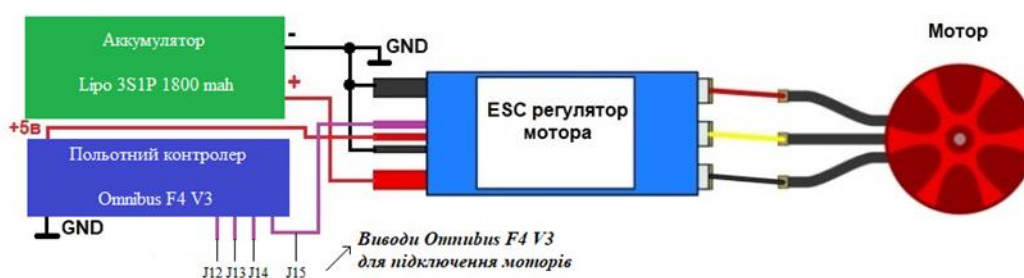 Аккумулятор
Lipo 3S1P 1800 mah
-
+
GND
Мотор
ESC регулятор
мотора
+5в
Польотний контролер
Omnibus F4 V3
GND
J12 J13 J14 J15
Виводи Omnubus F4 V3
для підключення моторів